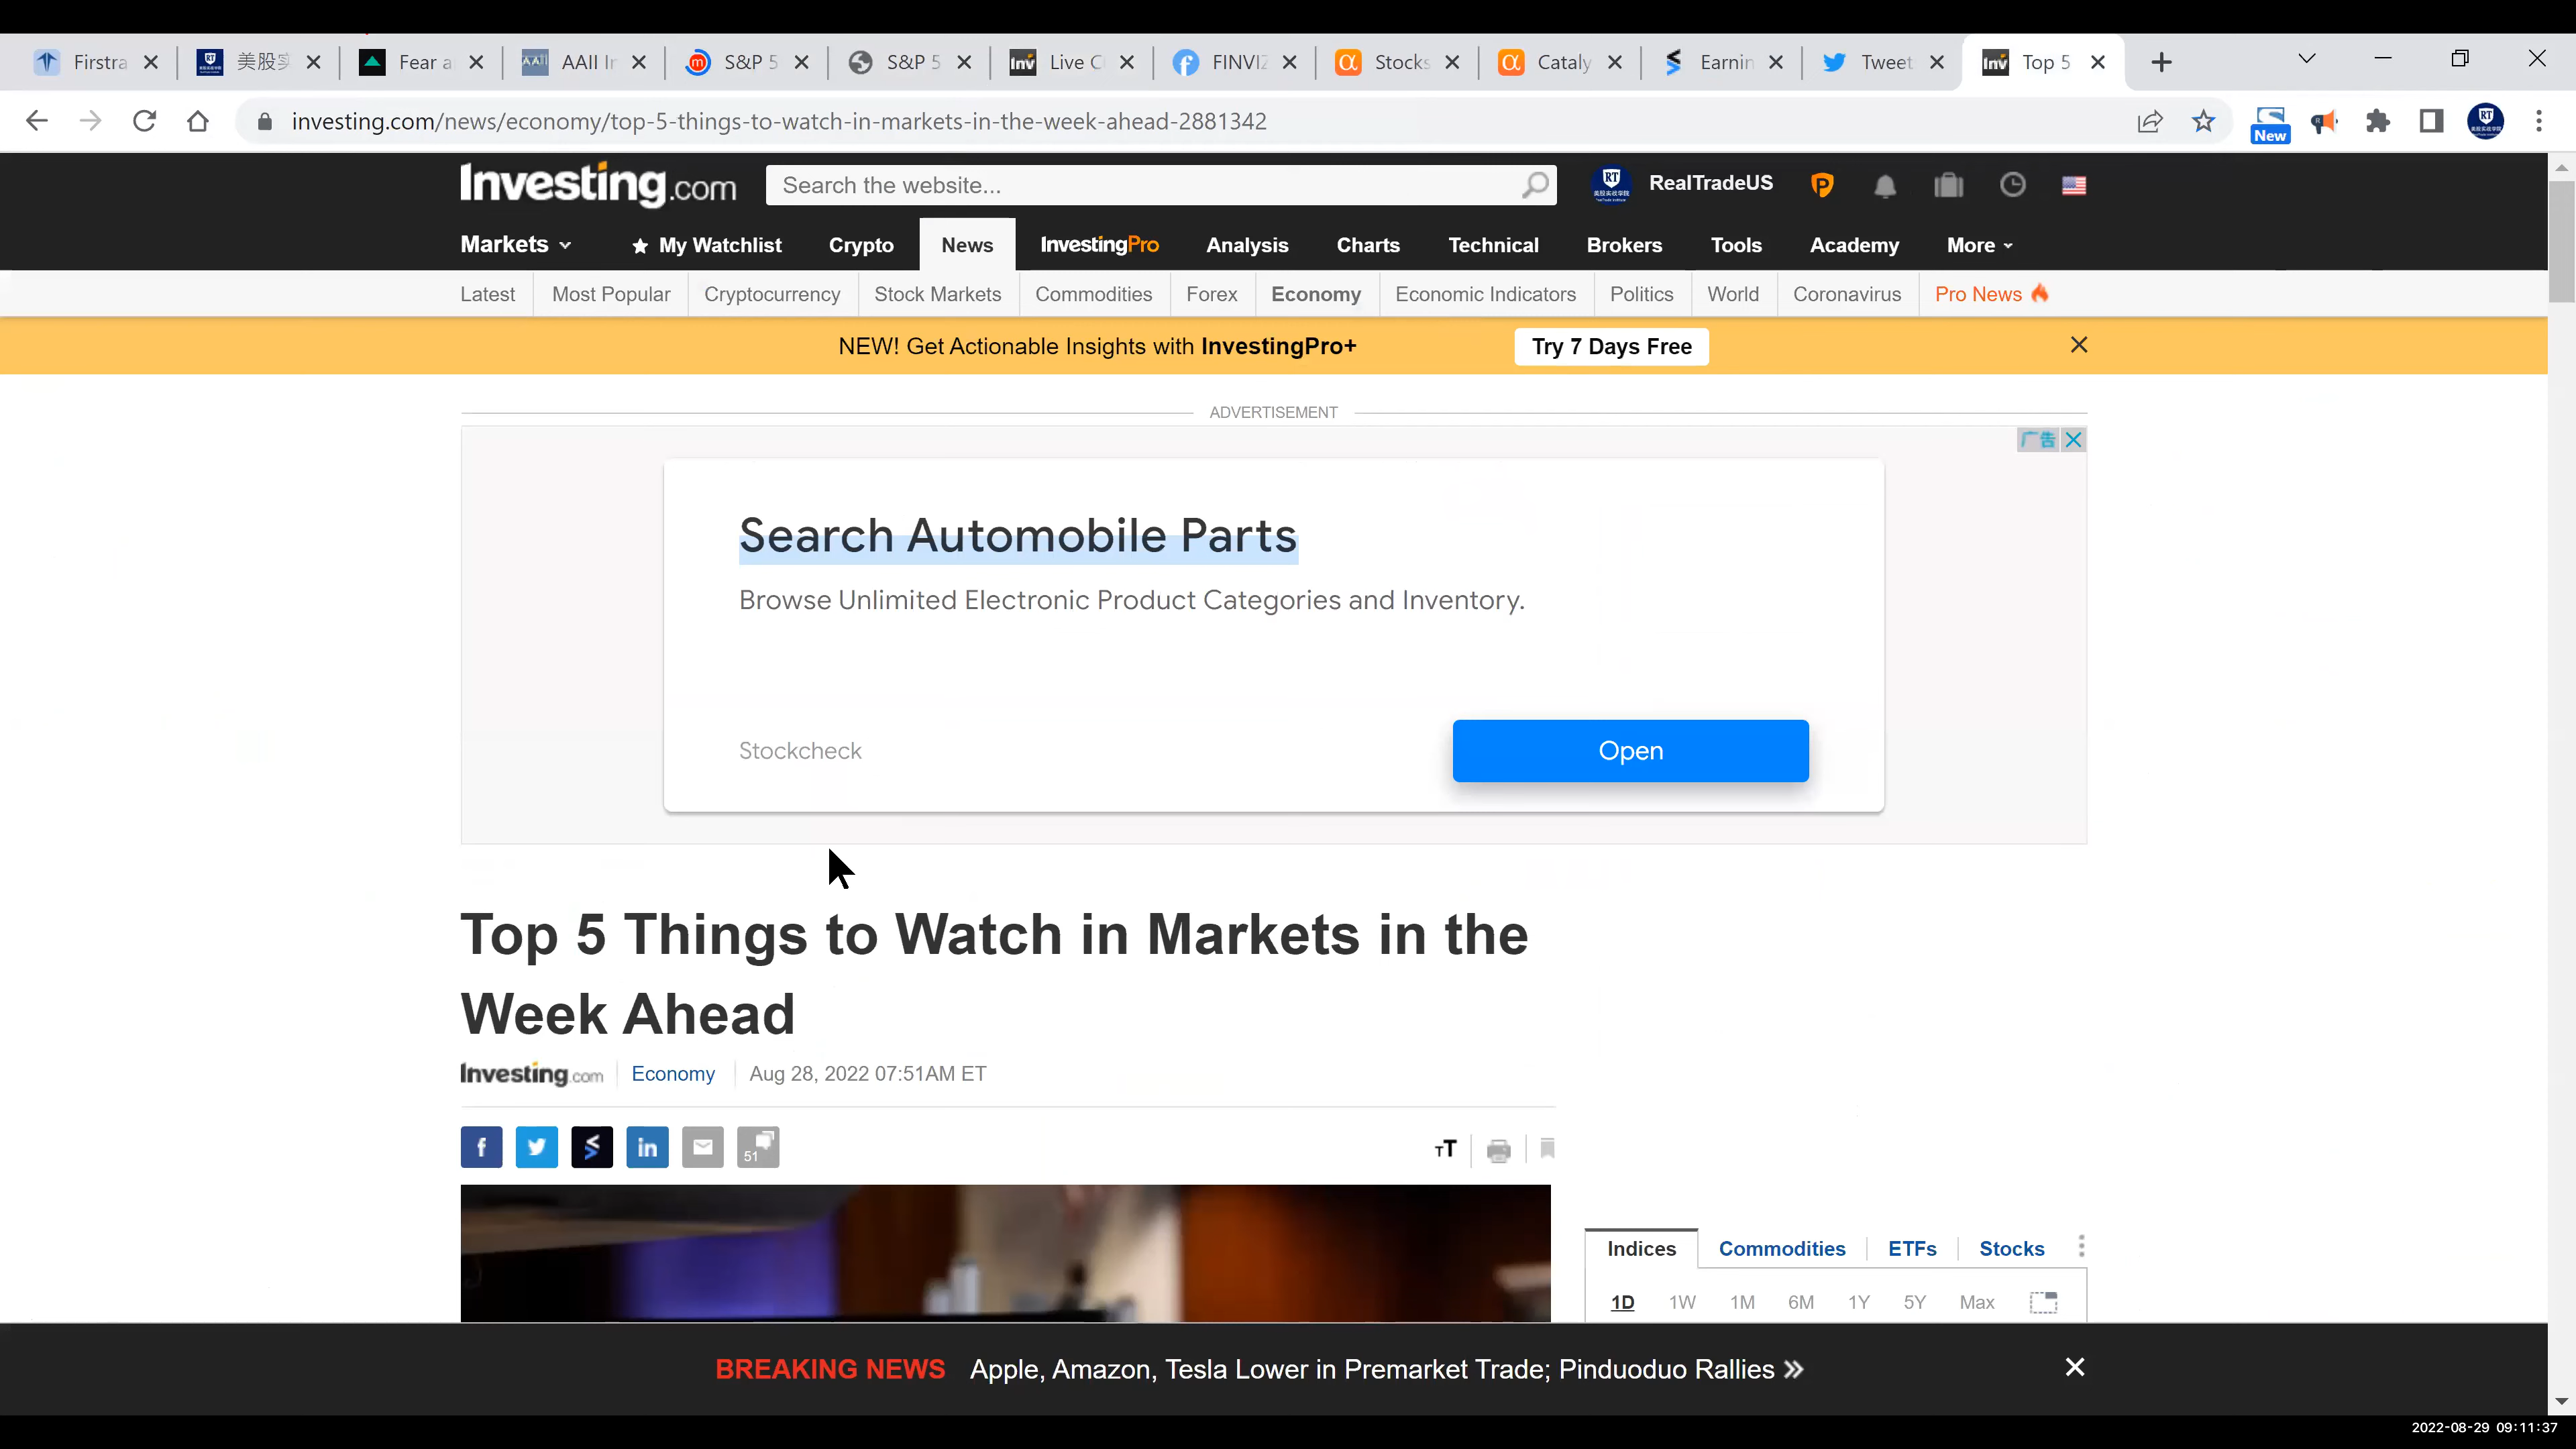 Firstra
美股实
Fear a
AAII In
S&P 5
S&P 5
Live C
FINVIZ
Stocks
Cataly
Earnin
Tweet
Top 5
investing.com/news/economy/top-5-things-to-watch-in-markets-in-the-week-ahead-2881342
New
Investing.com
Search the website...
RealTradeUS
Markets
My Watchlist
Crypto
News
InvestingPro
Analysis
Charts
Technical
Brokers
Tools
Academy
More
Latest
Most Popular
Cryptocurrency
Stock Markets
Commodities
Forex
Economy
Economic Indicators
Politics
World
Coronavirus
Pro News
NEW! Get Actionable Insights with InvestingPro+
Try 7 Days Free
ADVERTISEMENT
广告
Search Automobile Parts
Browse Unlimited Electronic Product Categories and Inventory.
Stockcheck
Open
Top 5 Things to Watch in Markets in the
Week Ahead
Investing.com
Economy
Aug 28, 2022 07:51AM ET
51
TT
Indices
Commodities
ETFs
Stocks
1D
1W
1M
6M
1Y
5Y
Max
BREAKING NEWS
Apple, Amazon, Tesla Lower in Premarket Trade; Pinduoduo Rallies
2022-08-29 09:11:37